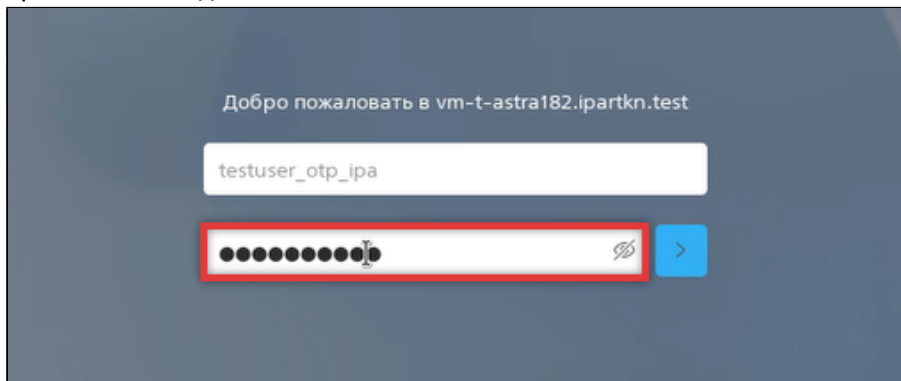 Добро пожаловать в vm-t-astra182.ipartkn.test
testuser_otp_ipa